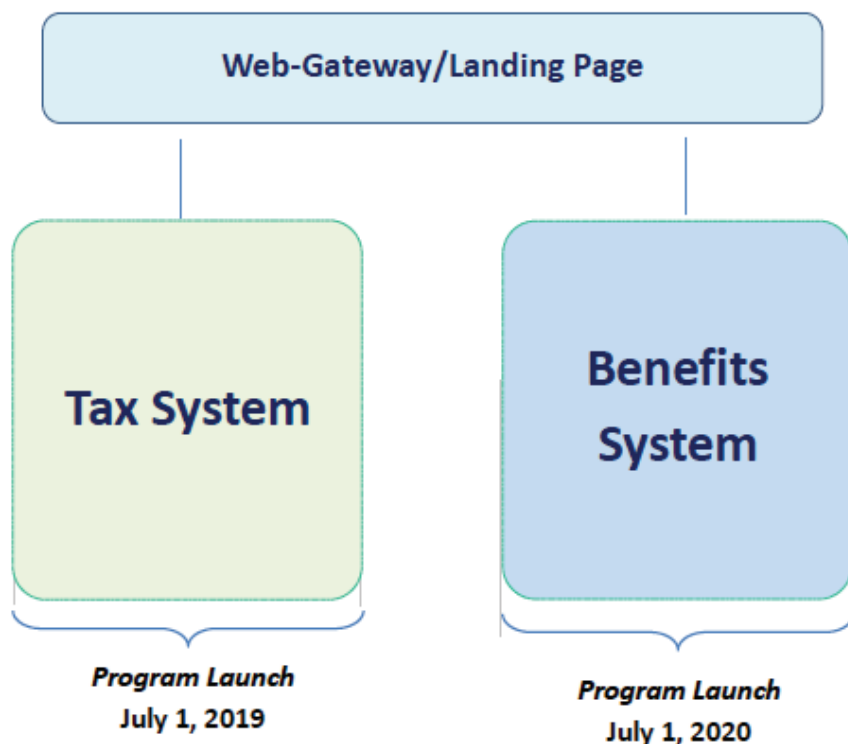 Web-Gateway/Landing Page
Tax System
Benefits
System
Program Launch
July 1, 2019
Program Launch
July 1, 2020